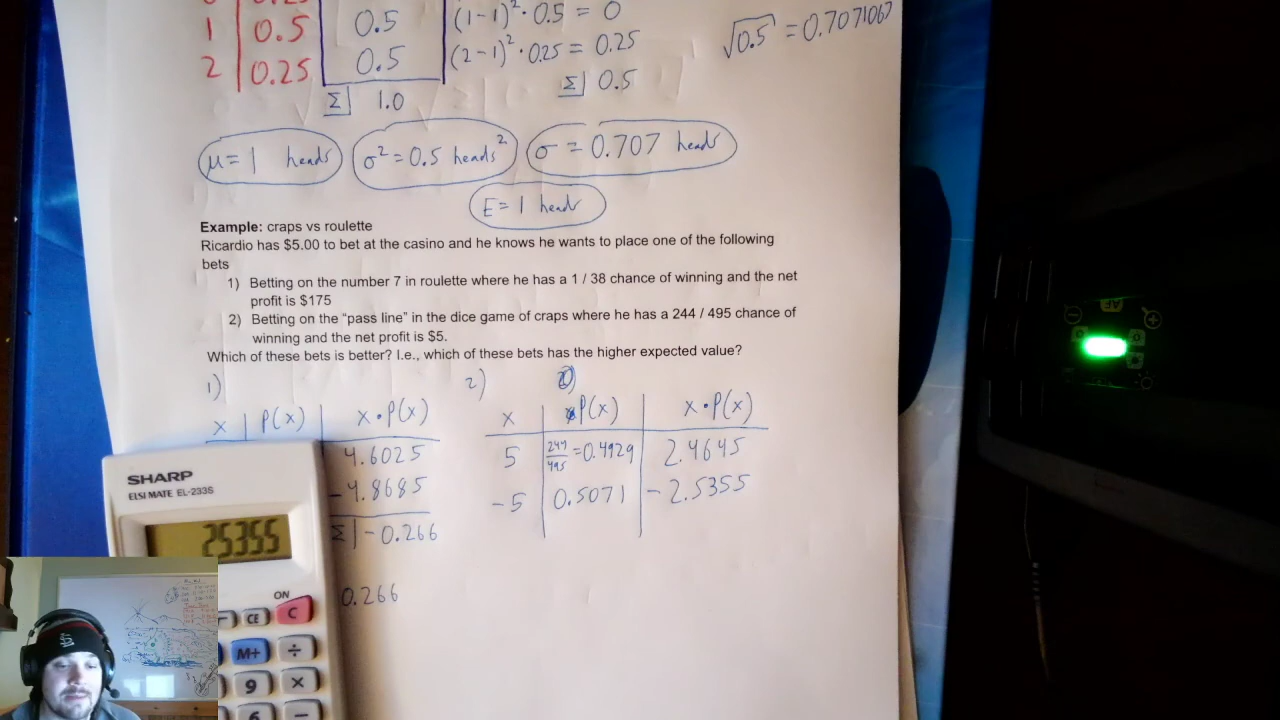 1 | 0.5 | 0.5 | (1-1)²·0.5 = 0
2 | 0.25 | 0.5 | (2-1)²·0.25 = 0.25
√0.5 = 0.7071067
Σ| 1.0
Σ| 0.5
μ = 1 heads
σ² = 0.5 heads²
σ = 0.707 heads
E = 1 heads
Example: craps vs roulette
Ricardio has $5.00 to bet at the casino and he knows he wants to place one of the following
bets
1) Betting on the number 7 in roulette where he has a 1 / 38 chance of winning and the net
profit is $175
2) Betting on the “pass line” in the dice game of craps where he has a 244 / 495 chance of
winning and the net profit is $5.
Which of these bets is better? I.e., which of these bets has the higher expected value?
1)
x | P(x) | x·P(x)
4.6025
-4.8685
Σ| -0.266
0.266
2)
x | P(x) | x·P(x)
5 | 244/495 = 0.4929 | 2.4645
-5 | 0.5071 | -2.5355
SHARP
ELSI MATE EL-233S
25355
ON
CE C
M+ ÷
9 ×
6 −
AF